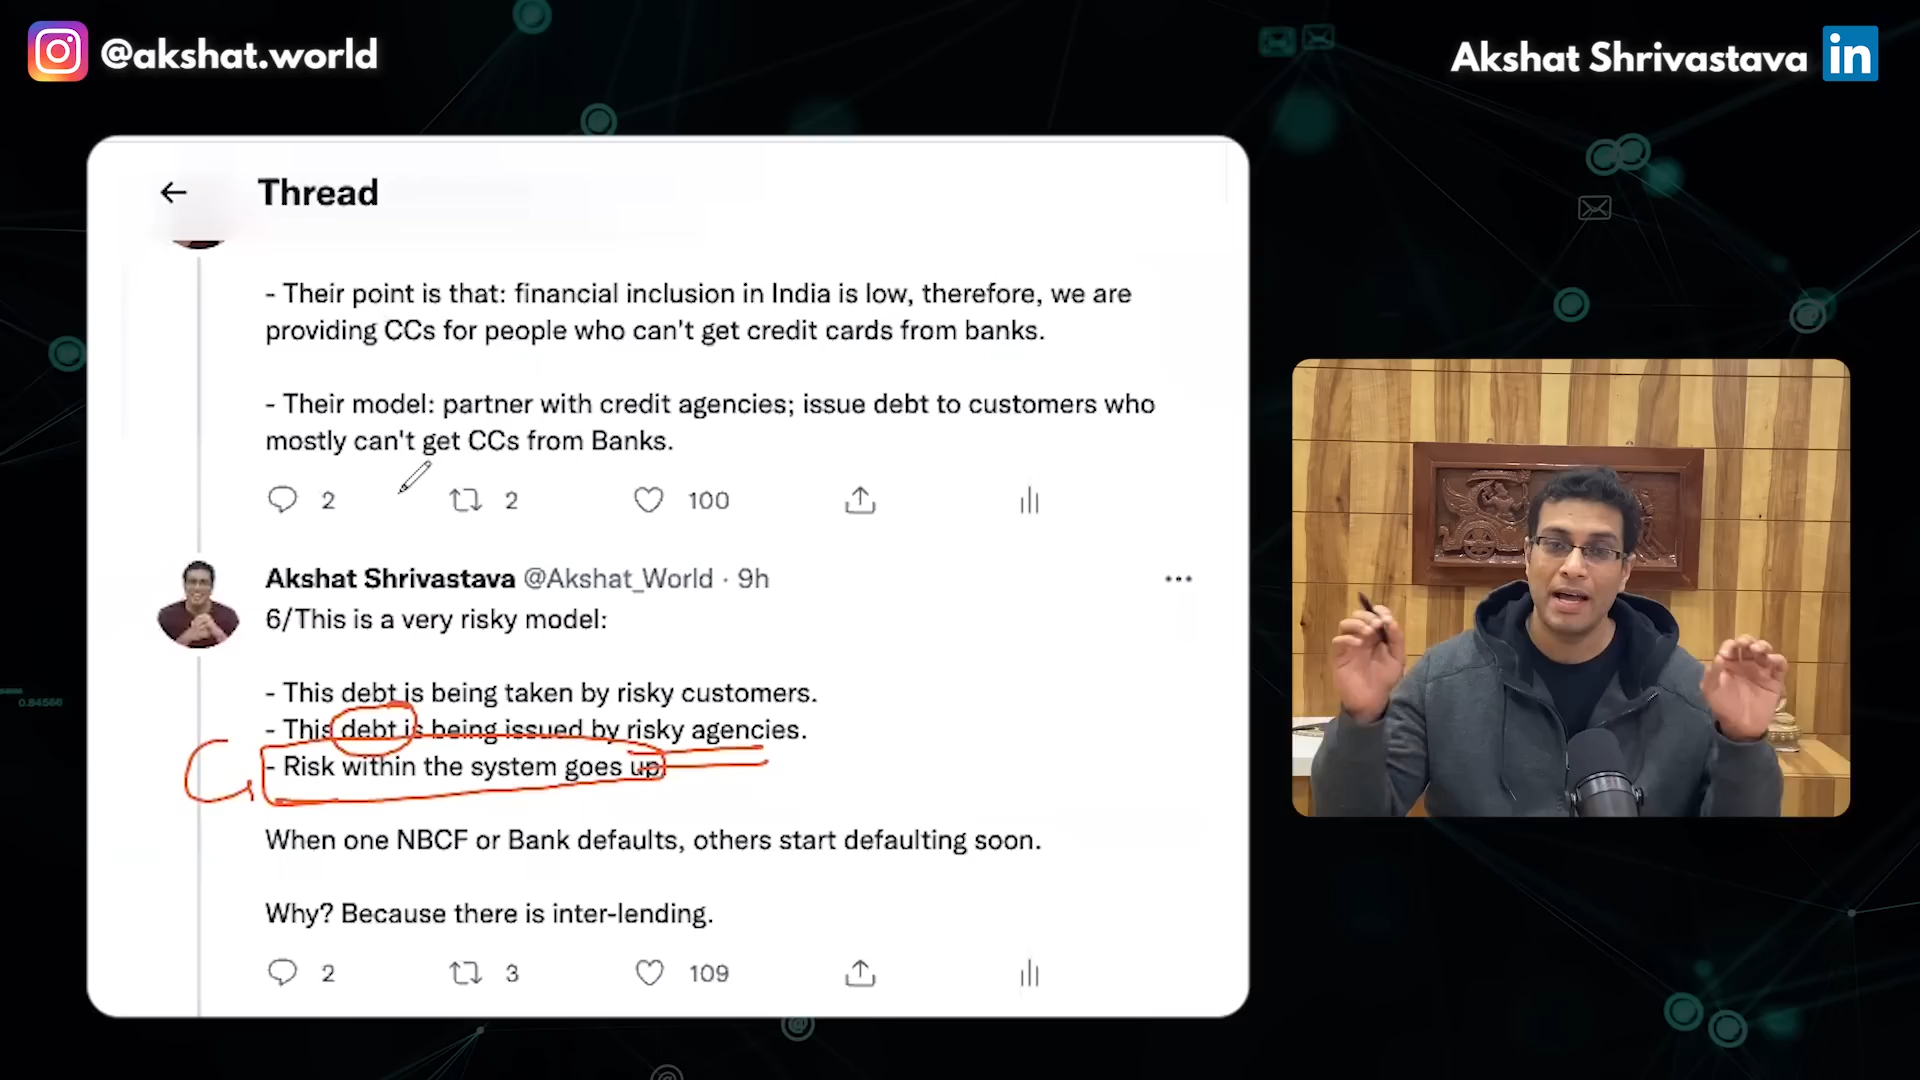 @akshat.world
Akshat Shrivastava in
Thread
- Their point is that: financial inclusion in India is low, therefore, we are
providing CCs for people who can't get credit cards from banks.
- Their model: partner with credit agencies; issue debt to customers who
mostly can't get CCs from Banks.
2 2 100
Akshat Shrivastava @Akshat_World · 9h
6/This is a very risky model:
- This debt is being taken by risky customers.
- This debt is being issued by risky agencies.
- Risk within the system goes up.
When one NBCF or Bank defaults, others start defaulting soon.
Why? Because there is inter-lending.
2 3 109
0.84566